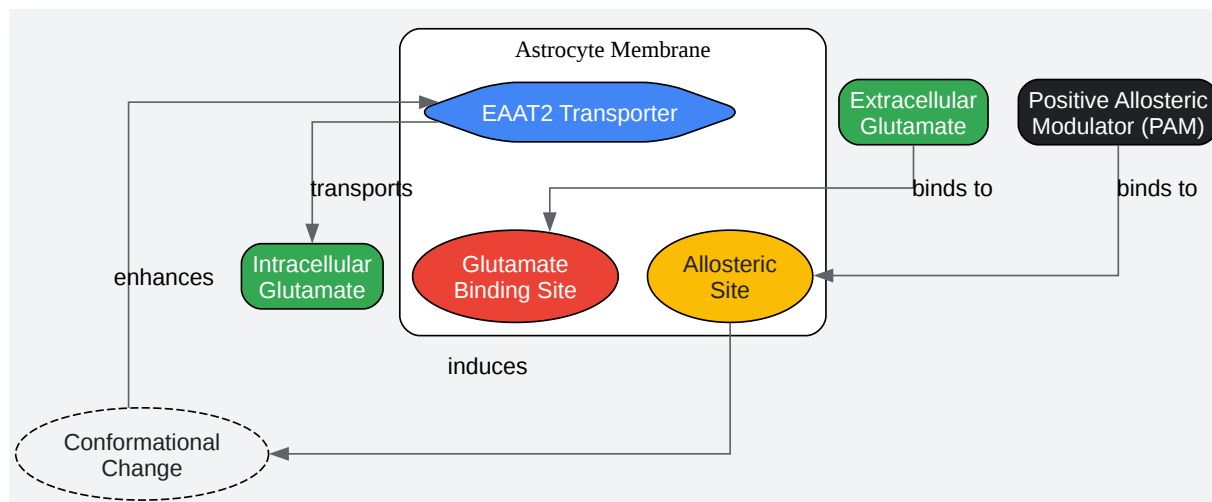 Astrocyte Membrane
EAAT2 Transporter
Extracellular
Glutamate
Positive Allosteric
Modulator (PAM)
transports
binds to
binds to
Intracellular
Glutamate
Glutamate
Binding Site
Allosteric
Site
enhances
induces
Conformational
Change